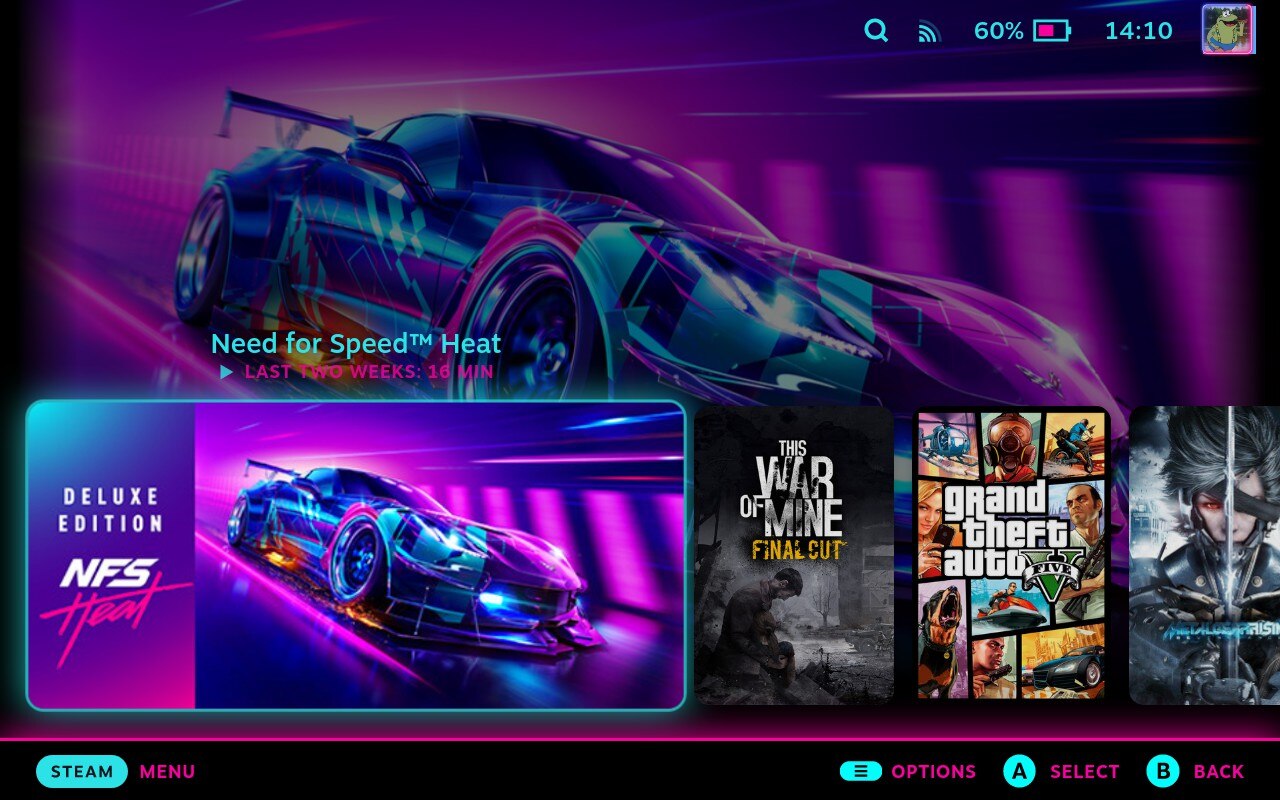 60%
14:10
Need for Speed™ Heat
LAST TWO WEEKS: 16 MIN
DELUXE
EDITION
NFS
Heat
THIS
WAR
OF MINE
FINAL CUT
grand
theft
auto
FIVE
METAL GEAR RISIN
STEAM
MENU
OPTIONS
A
SELECT
B
BACK